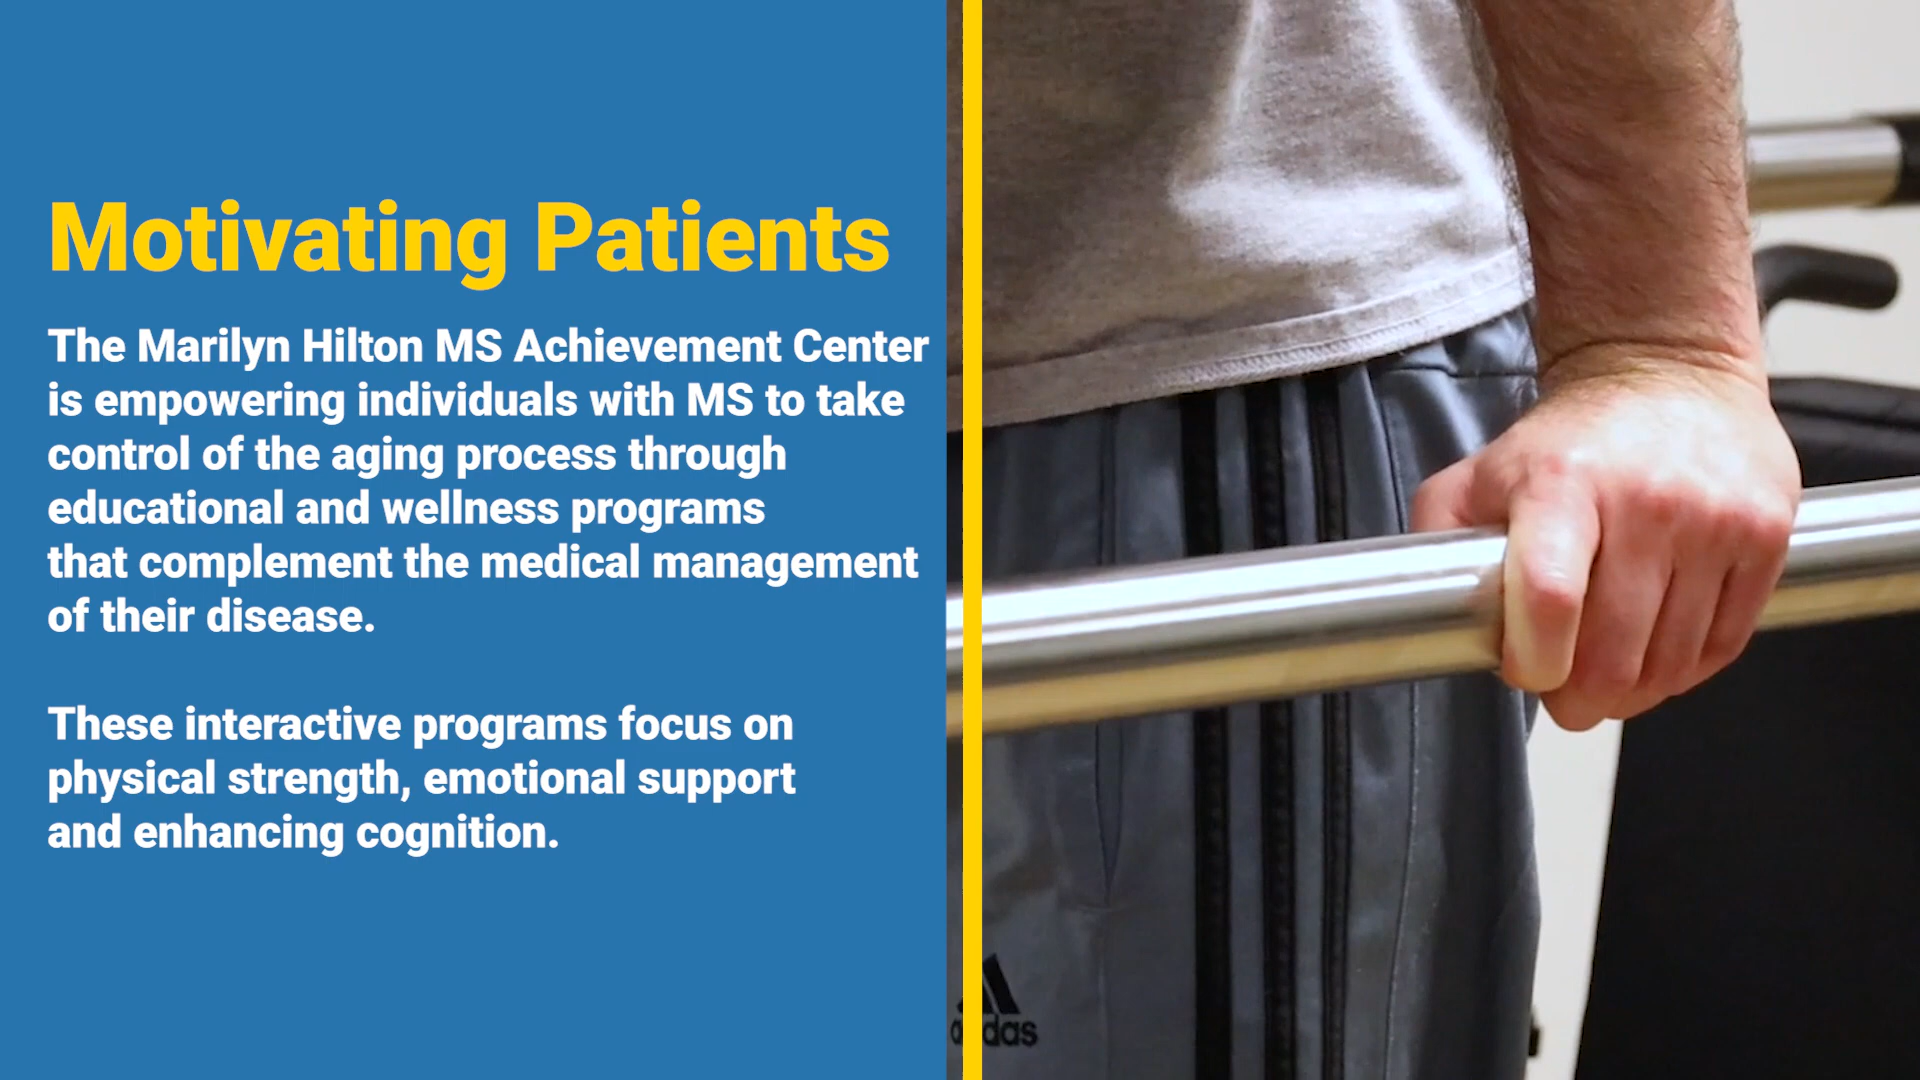 Motivating Patients
The Marilyn Hilton MS Achievement Center
is empowering individuals with MS to take
control of the aging process through
educational and wellness programs
that complement the medical management
of their disease.
These interactive programs focus on
physical strength, emotional support
and enhancing cognition.
adidas